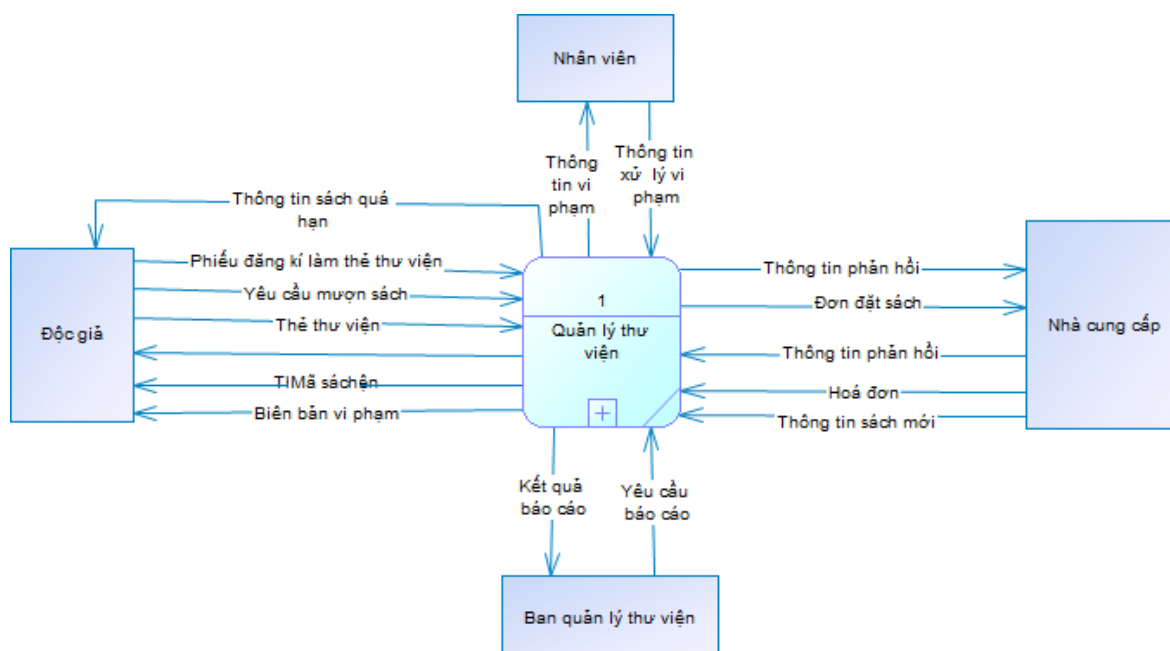 Nhân viên
Thông
tin vi
phạm
Thông tin
xử lý vi
phạm
Thông tin sách quá
hạn
Phiếu đăng kí làm thẻ thư viện
Yêu cầu mượn sách
Thẻ thư viện
Độc giả
Biên bản vi phạm
1
Quản lý thư
viện
Thông tin phản hồi
Đơn đặt sách
Nhà cung cấp
Thông tin phản hồi
Hoá đơn
Thông tin sách mới
Kết quả
báo cáo
Yêu cầu
báo cáo
Ban quản lý thư viện